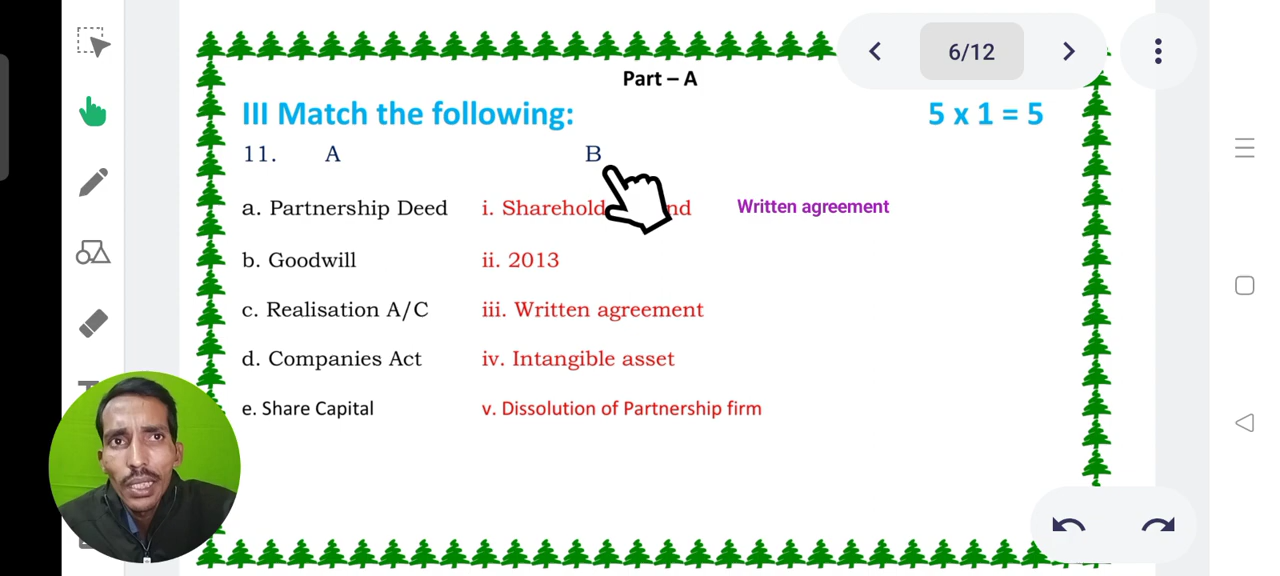 6/12
Part – A
III Match the following: 5 x 1 = 5
11. A B
a. Partnership Deed i. Written agreement
b. Goodwill ii. 2013
c. Realisation A/C iii. Written agreement
d. Companies Act iv. Intangible asset
e. Share Capital v. Dissolution of Partnership firm